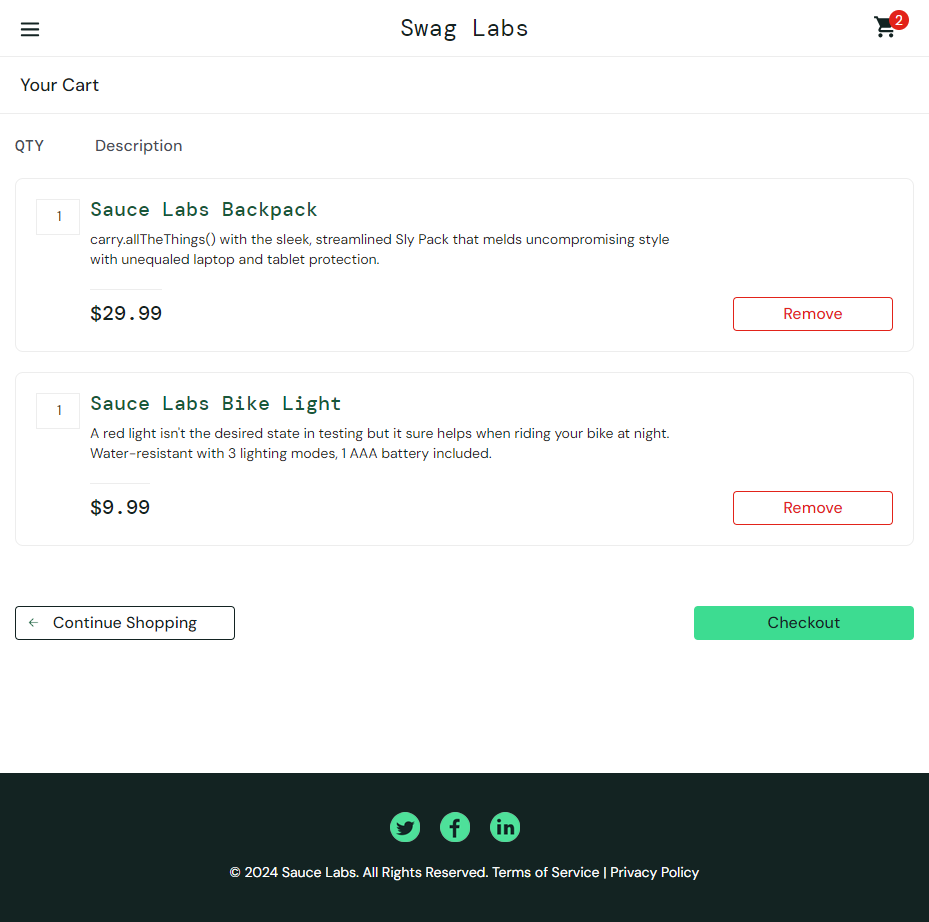 Swag Labs
2
Your Cart
QTY Description
1
Sauce Labs Backpack
carry.allTheThings() with the sleek, streamlined Sly Pack that melds uncompromising style
with unequaled laptop and tablet protection.
$29.99
Remove
1
Sauce Labs Bike Light
A red light isn't the desired state in testing but it sure helps when riding your bike at night.
Water-resistant with 3 lighting modes, 1 AAA battery included.
$9.99
Remove
Continue Shopping
Checkout
© 2024 Sauce Labs. All Rights Reserved. Terms of Service | Privacy Policy